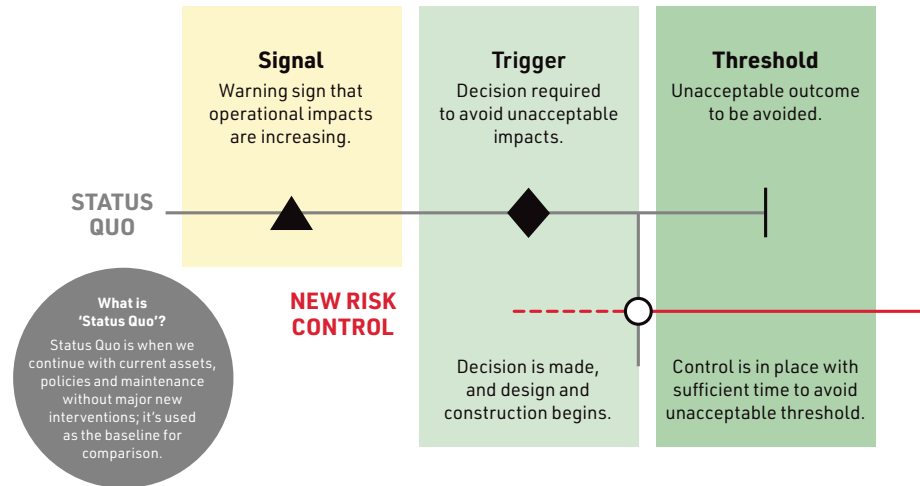 Signal
Warning sign that
operational impacts
are increasing.
Trigger
Decision required
to avoid unacceptable
impacts.
Threshold
Unacceptable outcome
to be avoided.
STATUS
QUO
What is
‘Status Quo’?
Status Quo is when we
continue with current assets,
policies and maintenance
without major new
interventions; it’s used
as the baseline for
comparison.
NEW RISK
CONTROL
Decision is made,
and design and
construction begins.
Control is in place with
sufficient time to avoid
unacceptable threshold.